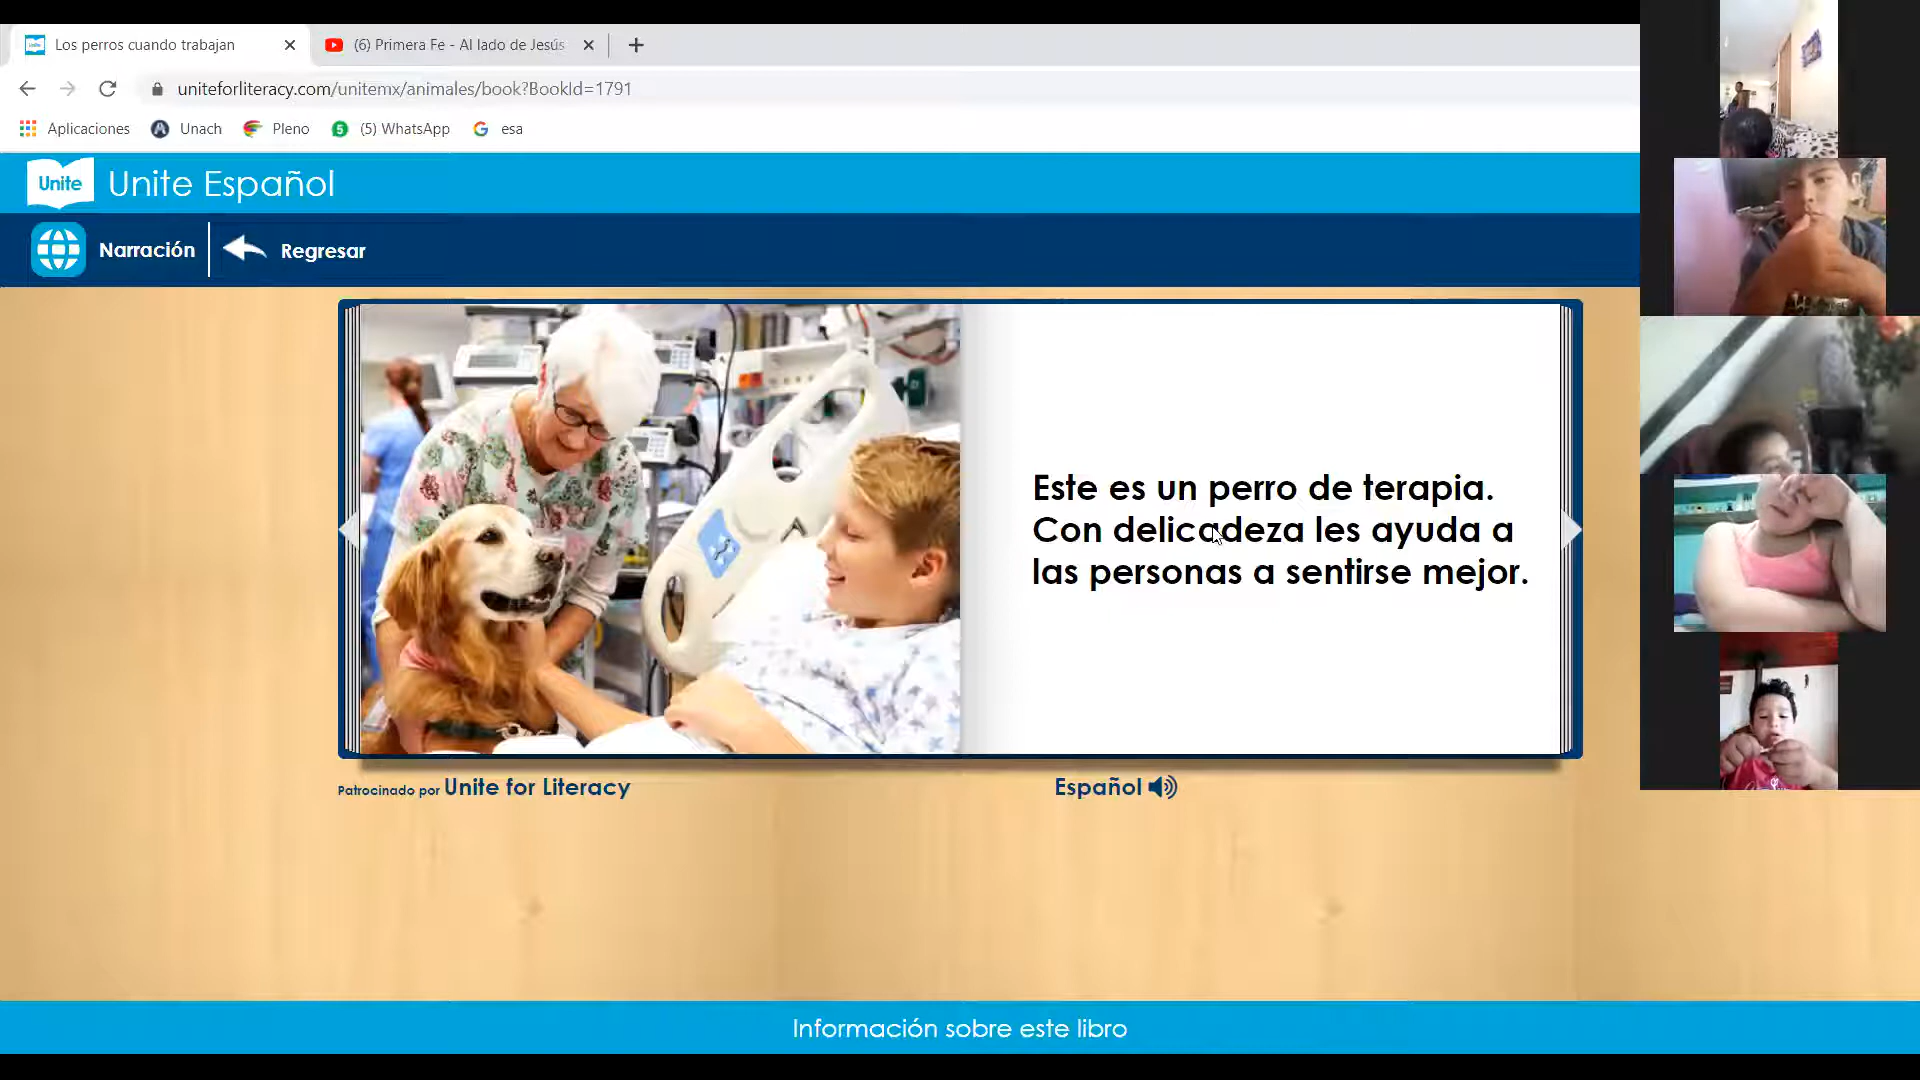 Los perros cuando trabajan
(6) Primera Fe - Al lado de Jesús
uniteforliteracy.com/unitemx/animales/book?BookId=1791
Aplicaciones
Unach
Pleno
5
(5) WhatsApp
esa
Unite
Unite Español
Narración
Regresar
Este es un perro de terapia.
Con delicadeza les ayuda a
las personas a sentirse mejor.
Patrocinado por Unite for Literacy
Español
Información sobre este libro